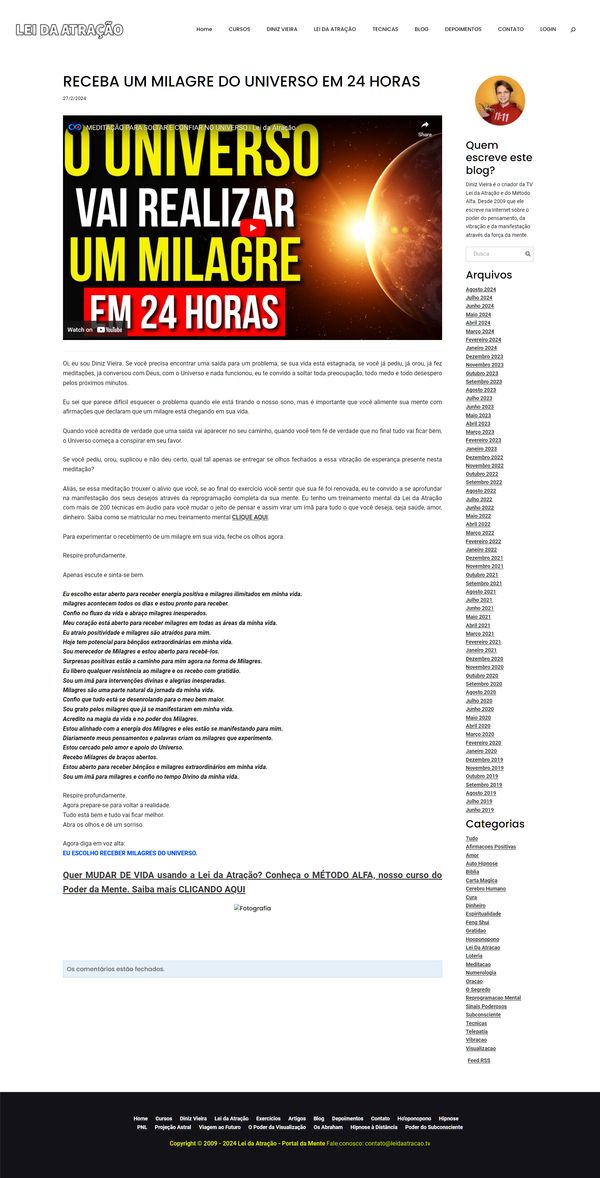 LEI DA ATRAÇÃO
Home CURSOS DINIZ VIEIRA LEI DA ATRAÇÃO TECNICAS BLOG DEPOIMENTOS CONTATO LOGIN
RECEBA UM MILAGRE DO UNIVERSO EM 24 HORAS
27/2/2024
MEDITAÇÃO PARA SOLTAR E CONFIAR NO UNIVERSO | Lei da Atração
Share
O UNIVERSO
VAI REALIZAR
UM MILAGRE
EM 24 HORAS
Watch on YouTube
Oi, eu sou Diniz Vieira. Se você precisa encontrar uma saída para um problema, se sua vida está estagnada, se você já pediu, já orou, já fez
meditações, já conversou com Deus, com o Universo e nada funcionou, eu te convido a soltar toda preocupação, todo medo e todo desespero
pelos próximos minutos.
Eu sei que parece difícil esquecer o problema quando ele está tirando o nosso sono, mas é importante que você alimente sua mente com
afirmações que declaram que um milagre está chegando em sua vida.
Quando você acredita de verdade que uma saída vai aparecer no seu caminho, quando você tem fé de verdade que no final tudo vai ficar bem,
o Universo começa a conspirar em seu favor.
Se você pediu, orou, suplicou e não deu certo, qual tal apenas se entregar se olhos fechados a essa vibração de esperança presente nesta
meditação?
Aliás, se essa meditação trouxer o alívio que você, se ao final do exercício você sentir que sua fé foi renovada, eu te convido a se aprofundar
na manifestação dos seus desejos através da reprogramação completa da sua mente. Eu tenho um treinamento mental da Lei da Atração
com mais de 200 técnicas em áudio para você mudar o jeito de pensar e assim virar um imã para tudo o que você deseja, seja saúde, amor,
dinheiro. Saiba como se matricular no meu treinamento mental CLIQUE AQUI.
Para experimentar o recebimento de um milagre em sua vida, feche os olhos agora.
Respire profundamente.
Apenas escute e sinta-se bem.
Eu escolho estar aberto para receber energia positiva e milagres ilimitados em minha vida.
milagres acontecem todos os dias e estou pronto para receber.
Confio no fluxo da vida e abraço milagres inesperados.
Meu coração está aberto para receber milagres em todas as áreas da minha vida.
Eu atraio positividade e milagres são atraídos para mim.
Hoje tem potencial para bênçãos extraordinárias em minha vida.
Sou merecedor de Milagres e estou aberto para recebê-los.
Surpresas positivas estão a caminho para mim agora na forma de Milagres.
Eu libero qualquer resistência ao milagre e os recebo com gratidão.
Sou um imã para intervenções divinas e alegrias inesperadas.
Milagres são uma parte natural da jornada da minha vida.
Confio que tudo está se desenrolando para o meu bem maior.
Sou grato pelos milagres que já se manifestaram em minha vida.
Acredito na magia da vida e no poder dos Milagres.
Estou alinhado com a energia dos Milagres e eles estão se manifestando para mim.
Diariamente meus pensamentos e palavras criam os milagres que experimento.
Estou cercado pelo amor e apoio do Universo.
Recebo Milagres de braços abertos.
Estou aberto para receber bênçãos e milagres extraordinários em minha vida.
Sou um imã para milagres e confio no tempo Divino da minha vida.
Respire profundamente.
Agora prepare-se para voltar a realidade.
Tudo está bem e tudo vai ficar melhor.
Abra os olhos e dê um sorriso.
Agora diga em voz alta:
EU ESCOLHO RECEBER MILAGRES DO UNIVERSO.
Quer MUDAR DE VIDA usando a Lei da Atração? Conheça o MÉTODO ALFA, nosso curso do
Poder da Mente. Saiba mais CLICANDO AQUI
Fotografia
Os comentários estão fechados.
11:11
Quem
escreve este
blog?
Diniz Vieira é o criador da TV
Lei da Atração e do Método
Alfa. Desde 2009 que ele
escreve na Internet sobre o
poder do pensamento, da
vibração e da manifestação
através da força da mente.
Busca
Arquivos
Agosto 2024
Julho 2024
Junho 2024
Maio 2024
Abril 2024
Março 2024
Fevereiro 2024
Janeiro 2024
Dezembro 2023
Novembro 2023
Outubro 2023
Setembro 2023
Agosto 2023
Julho 2023
Junho 2023
Maio 2023
Abril 2023
Março 2023
Fevereiro 2023
Janeiro 2023
Dezembro 2022
Novembro 2022
Outubro 2022
Setembro 2022
Agosto 2022
Julho 2022
Junho 2022
Maio 2022
Abril 2022
Março 2022
Fevereiro 2022
Janeiro 2022
Dezembro 2021
Novembro 2021
Outubro 2021
Setembro 2021
Agosto 2021
Julho 2021
Junho 2021
Maio 2021
Abril 2021
Março 2021
Fevereiro 2021
Janeiro 2021
Dezembro 2020
Novembro 2020
Outubro 2020
Setembro 2020
Agosto 2020
Julho 2020
Junho 2020
Maio 2020
Abril 2020
Março 2020
Fevereiro 2020
Janeiro 2020
Dezembro 2019
Novembro 2019
Outubro 2019
Setembro 2019
Agosto 2019
Julho 2019
Junho 2019
Categorias
Tudo
Afirmacoes Positivas
Amor
Auto Hipnose
Bíblia
Carta Magica
Cerebro Humano
Cura
Dinheiro
Espiritualidade
Feng Shui
Gratidao
Hooponopono
Lei Da Atracao
Loteria
Meditacao
Numerologia
Oracao
O Segredo
Reprogramacao Mental
Sinais Poderosos
Subconsciente
Tecnicas
Telepatia
Vibracao
Visualizacao
Feed RSS
Home Cursos Diniz Vieira Lei da Atração Exercícios Artigos Blog Depoimentos Contato Ho'oponopono Hipnose
PNL Projeção Astral Viagem ao Futuro O Poder da Visualização Os Abraham Hipnose à Distância Poder do Subconsciente
Copyright © 2009 - 2024 Lei da Atração - Portal da Mente Fale conosco: contato@leidaatracao.tv